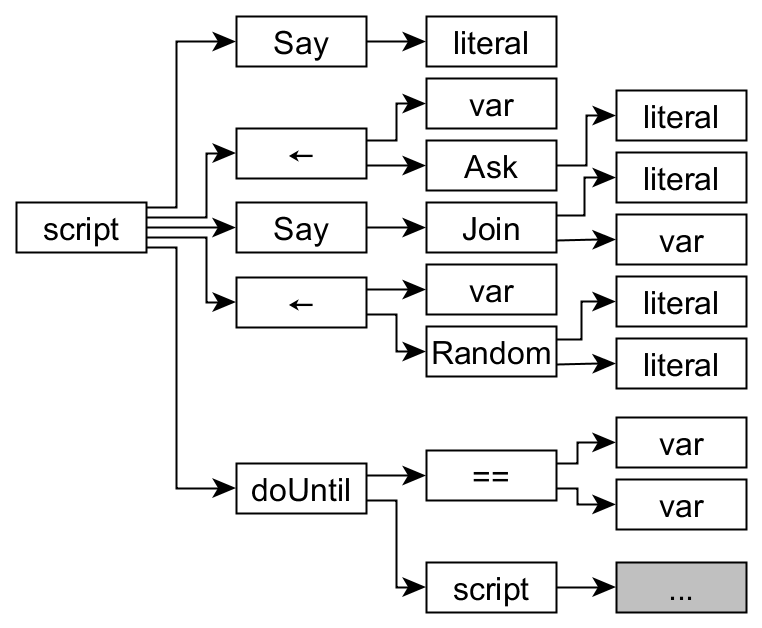 Say
literal
var
literal
←
Ask
literal
script
Say
Join
var
var
literal
←
Random
literal
var
doUntil
==
var
script
...